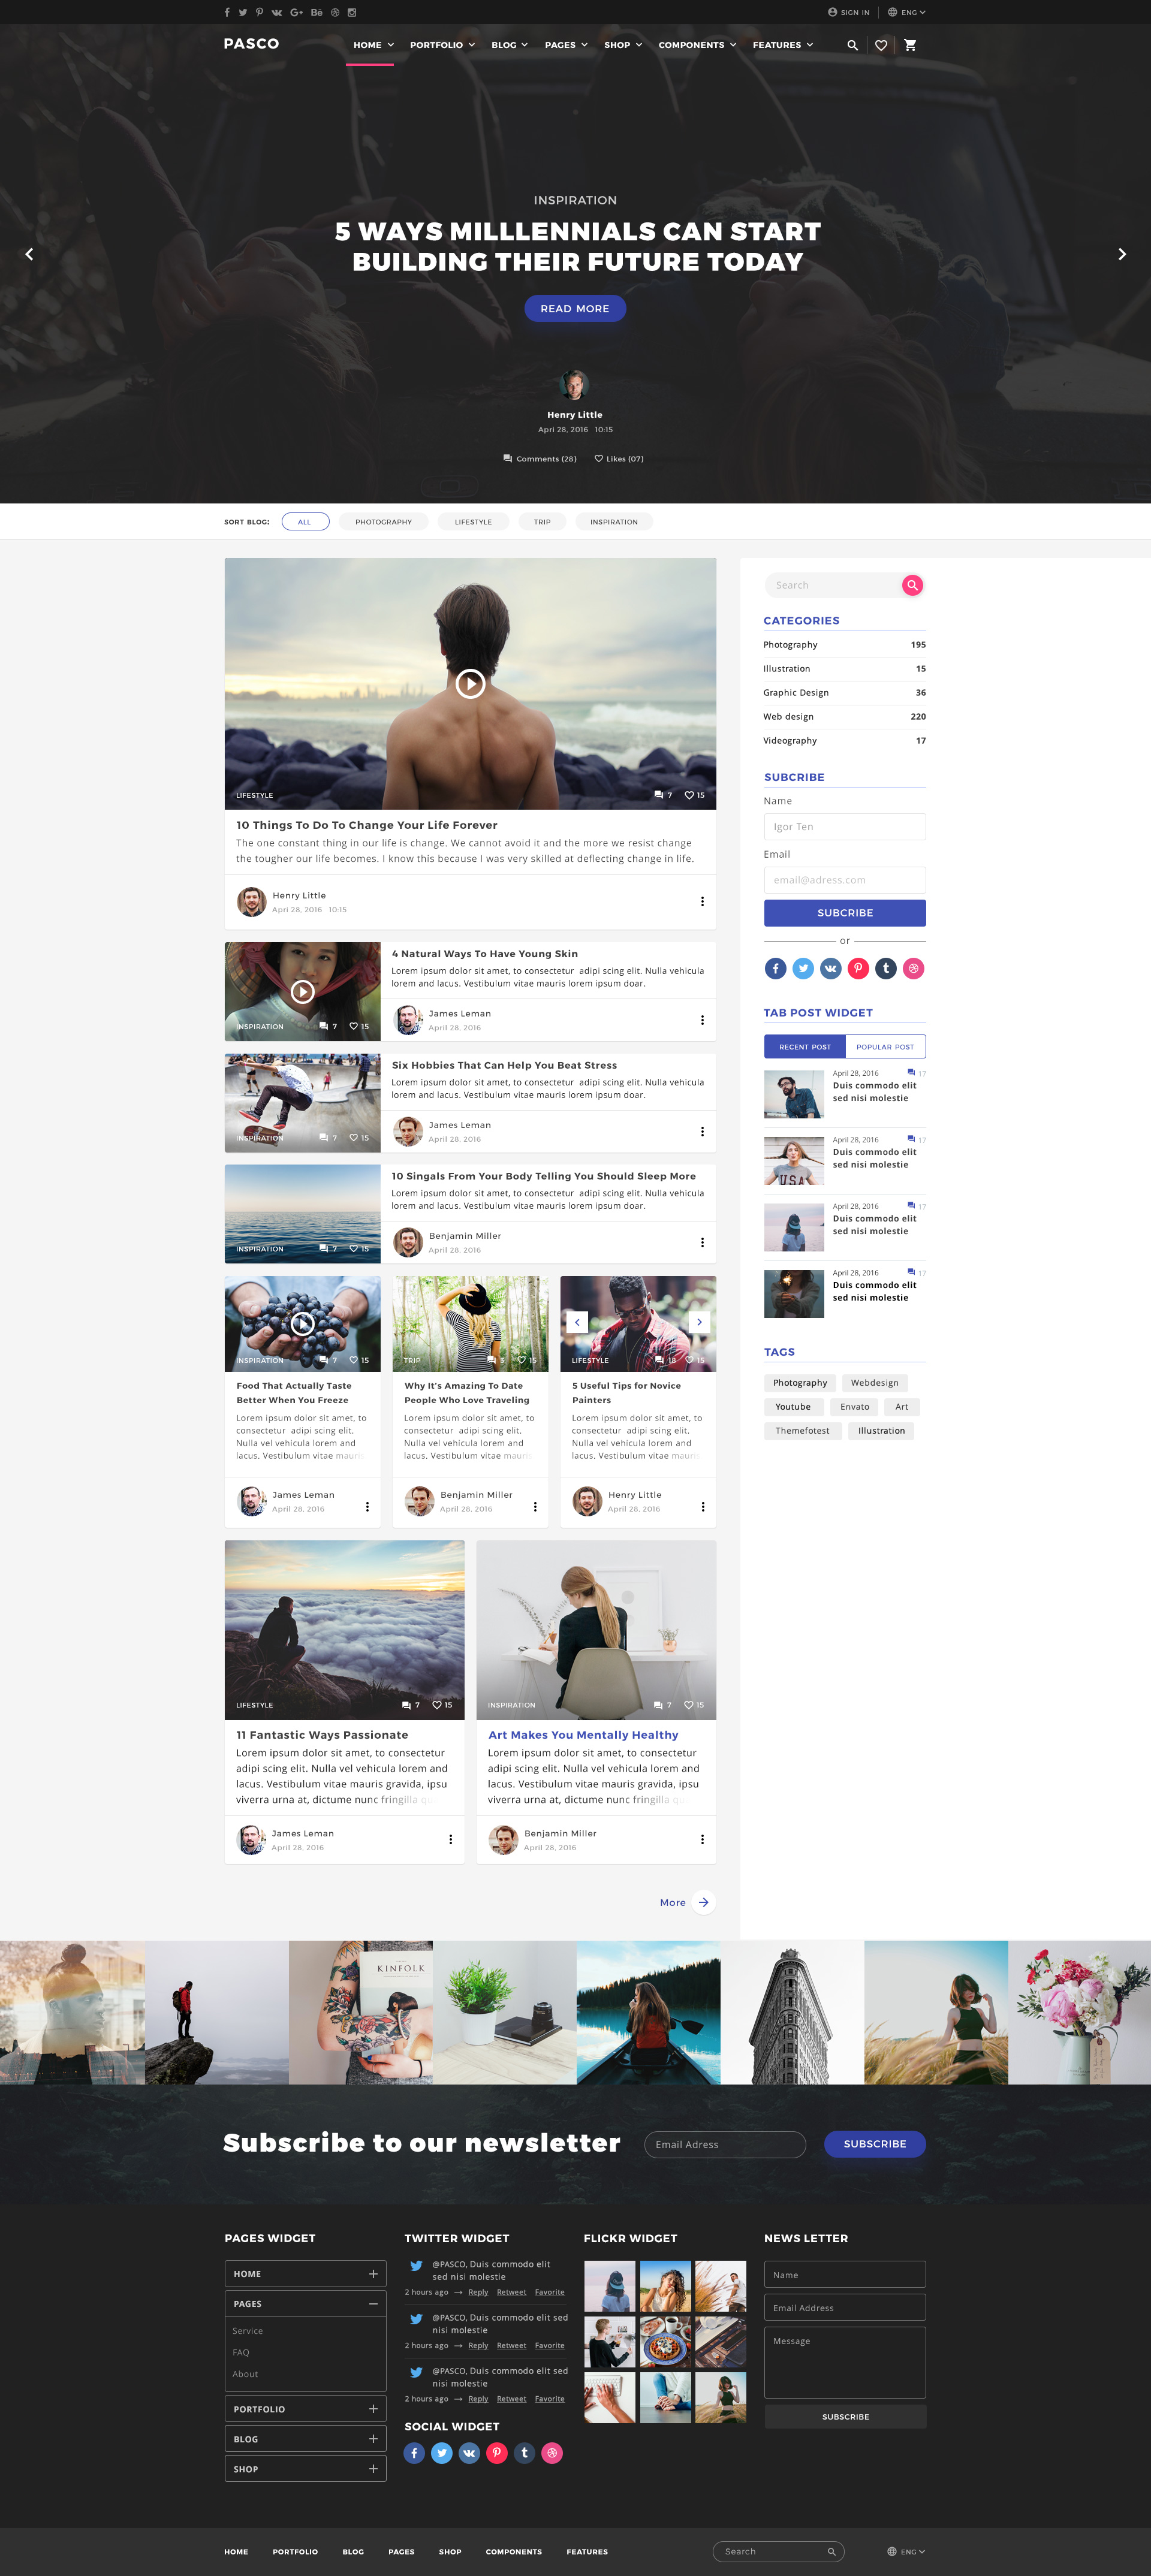 SIGN IN
ENG
PASCO
HOME
PORTFOLIO
BLOG
PAGES
SHOP
COMPONENTS
FEATURES
INSPIRATION
5 WAYS MILLLENNIALS CAN START
BUILDING THEIR FUTURE TODAY
READ MORE
Henry Little
Apri 28, 2016 10:15
Comments (28) Likes (07)
SORT BLOG: ALL PHOTOGRAPHY LIFESTYLE TRIP INSPIRATION
LIFESTYLE 7 15
10 Things To Do To Change Your Life Forever
The one constant thing in our life is change. We cannot avoid it and the more we resist change
the tougher our life becomes. I know this because I was very skilled at deflecting change in life.
Henry Little
Apri 28, 2016 10:15
INSPIRATION 7 15
4 Natural Ways To Have Young Skin
Lorem ipsum dolor sit amet, to consectetur adipi scing elit. Nulla vehicula
lorem and lacus. Vestibulum vitae mauris lorem ipsum doar.
James Leman
April 28, 2016
INSPIRATION 7 15
Six Hobbies That Can Help You Beat Stress
Lorem ipsum dolor sit amet, to consectetur adipi scing elit. Nulla vehicula
lorem and lacus. Vestibulum vitae mauris lorem ipsum doar.
James Leman
April 28, 2016
INSPIRATION 7 15
10 Singals From Your Body Telling You Should Sleep More
Lorem ipsum dolor sit amet, to consectetur adipi scing elit. Nulla vehicula
lorem and lacus. Vestibulum vitae mauris lorem ipsum doar.
Benjamin Miller
April 28, 2016
INSPIRATION 7 15
Food That Actually Taste
Better When You Freeze
Lorem ipsum dolor sit amet, to
consectetur adipi scing elit.
Nulla vel vehicula lorem and
lacus. Vestibulum vitae mauris
James Leman
April 28, 2016
TRIP 3 15
Why It's Amazing To Date
People Who Love Traveling
Lorem ipsum dolor sit amet, to
consectetur adipi scing elit.
Nulla vel vehicula lorem and
lacus. Vestibulum vitae mauris
Benjamin Miller
April 28, 2016
LIFESTYLE 18 15
5 Useful Tips for Novice
Painters
Lorem ipsum dolor sit amet, to
consectetur adipi scing elit.
Nulla vel vehicula lorem and
lacus. Vestibulum vitae mauris
Henry Little
April 28, 2016
LIFESTYLE 7 15
11 Fantastic Ways Passionate
Lorem ipsum dolor sit amet, to consectetur
adipi scing elit. Nulla vel vehicula lorem and
lacus. Vestibulum vitae mauris gravida, ipsu
viverra urna at, dictume nunc fringilla
James Leman
April 28, 2016
INSPIRATION 7 15
Art Makes You Mentally Healthy
Lorem ipsum dolor sit amet, to consectetur
adipi scing elit. Nulla vel vehicula lorem and
lacus. Vestibulum vitae mauris gravida, ipsu
viverra urna at, dictume nunc fringilla
Benjamin Miller
April 28, 2016
More
Search
CATEGORIES
Photography 195
Illustration 15
Graphic Design 36
Web design 220
Videography 17
SUBCRIBE
Name
Igor Ten
Email
email@adress.com
SUBCRIBE
or
TAB POST WIDGET
RECENT POST POPULAR POST
April 28, 2016 17
Duis commodo elit
sed nisi molestie
April 28, 2016 17
Duis commodo elit
sed nisi molestie
USA
April 28, 2016 17
Duis commodo elit
sed nisi molestie
April 28, 2016 17
Duis commodo elit
sed nisi molestie
TAGS
Photography Webdesign
Youtube Envato Art
Themefotest Illustration
KINFOLK
Subscribe to our newsletter
Email Adress
SUBSCRIBE
PAGES WIDGET
HOME
PAGES
Service
FAQ
About
PORTFOLIO
BLOG
SHOP
TWITTER WIDGET
@PASCO, Duis commodo elit
sed nisi molestie
2 hours ago Reply Retweet Favorite
@PASCO, Duis commodo elit sed
nisi molestie
2 hours ago Reply Retweet Favorite
@PASCO, Duis commodo elit sed
nisi molestie
2 hours ago Reply Retweet Favorite
SOCIAL WIDGET
FLICKR WIDGET
NEWS LETTER
Name
Email Address
Message
SUBSCRIBE
HOME PORTFOLIO BLOG PAGES SHOP COMPONENTS FEATURES
Search
ENG